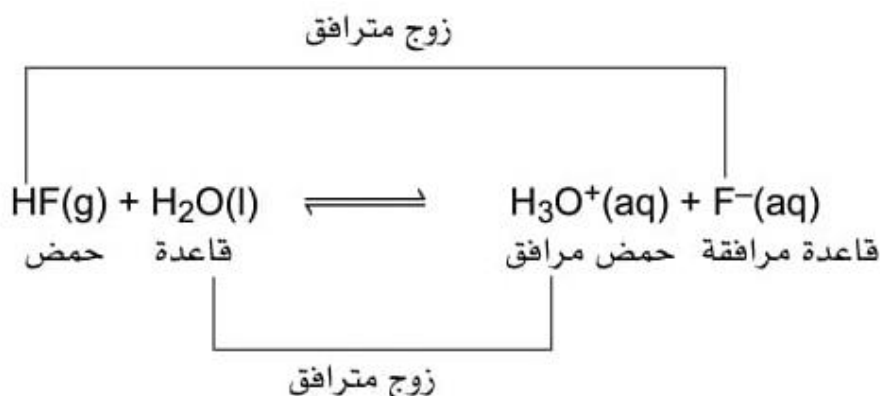 زوج مترافق
HF(g) + H₂O(l) ⇌ H₃O⁺(aq) + F⁻(aq)
حمض قاعدة حمض مرافق قاعدة مرافقة
زوج مترافق